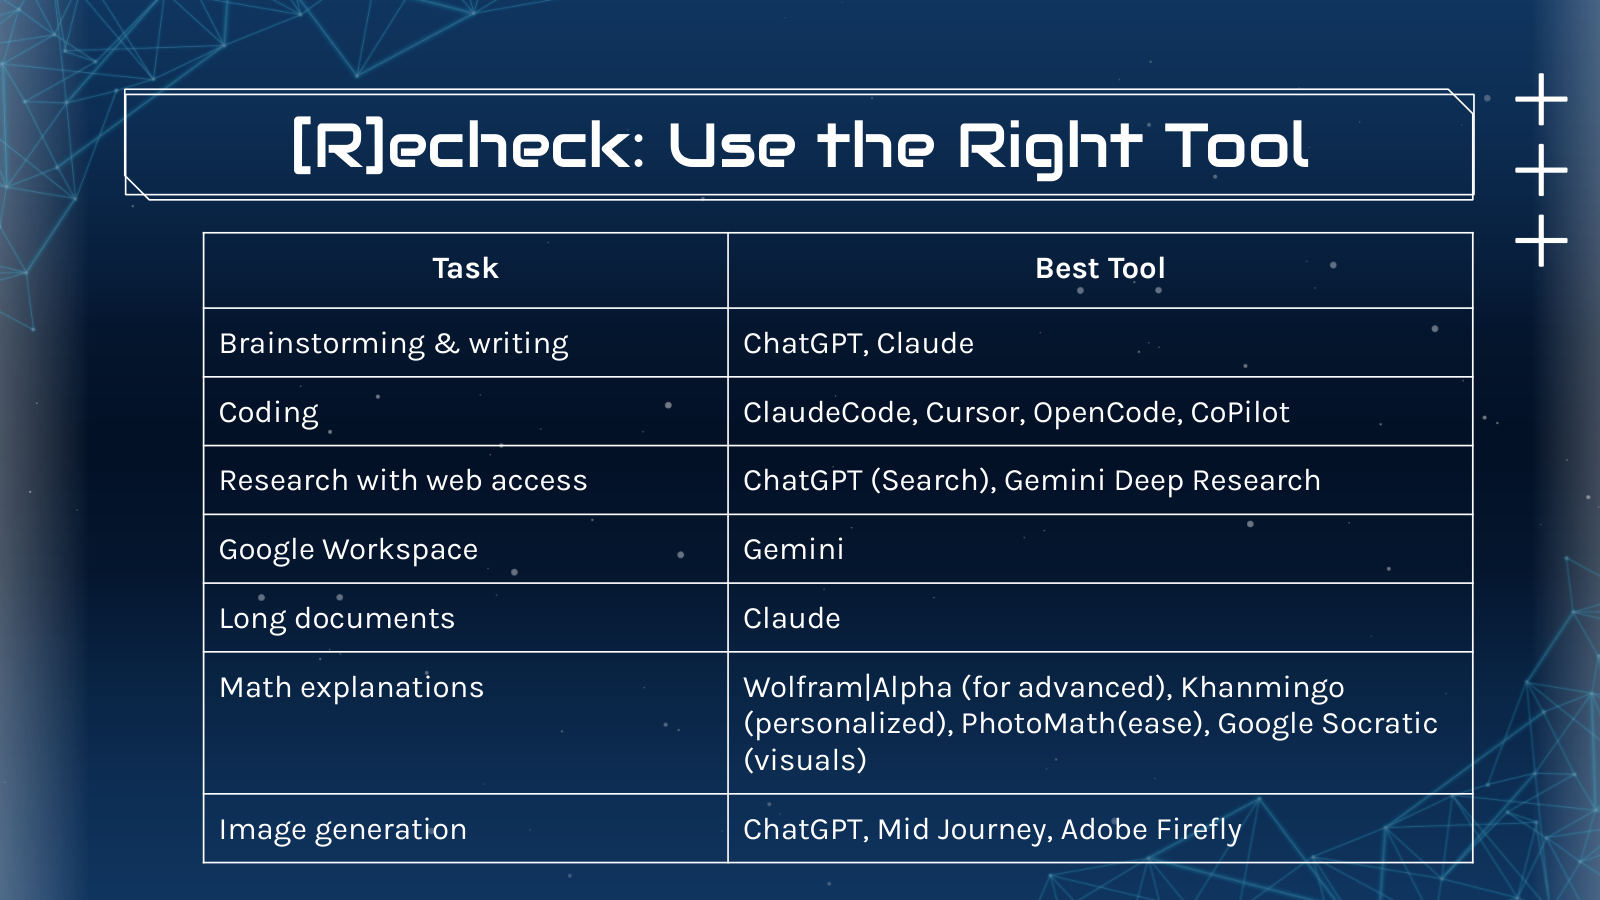 [R]echeck: Use the Right Tool
Task
Best Tool
Brainstorming & writing
ChatGPT, Claude
Coding
ClaudeCode, Cursor, OpenCode, CoPilot
Research with web access
ChatGPT (Search), Gemini Deep Research
Google Workspace
Gemini
Long documents
Claude
Math explanations
Wolfram|Alpha (for advanced), Khanmingo
(personalized), PhotoMath(ease), Google Socratic
(visuals)
Image generation
ChatGPT, Mid Journey, Adobe Firefly